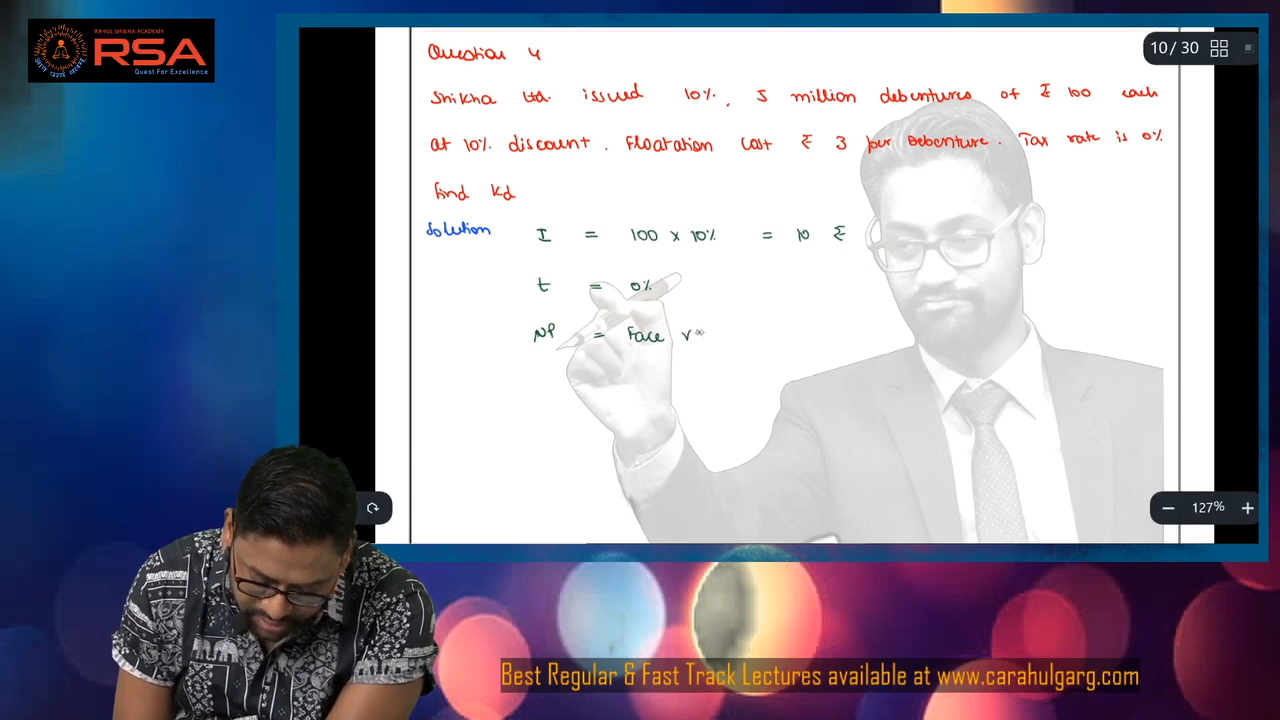 RAHUL SHIKHA ACADEMY
RSA
Quest For Excellence
10 / 30
Question 4
Shikha Ltd. issued 10%, 5 million debentures of ₹ 100 each
at 10% discount. Floatation Cost ₹ 3 per Debenture. Tax rate is 0%
Find Kd
Solution I = 100 x 10% = 10 ₹
t = 0%
NP = Face v
127%
Best Regular & Fast Track Lectures available at www.carahulgarg.com